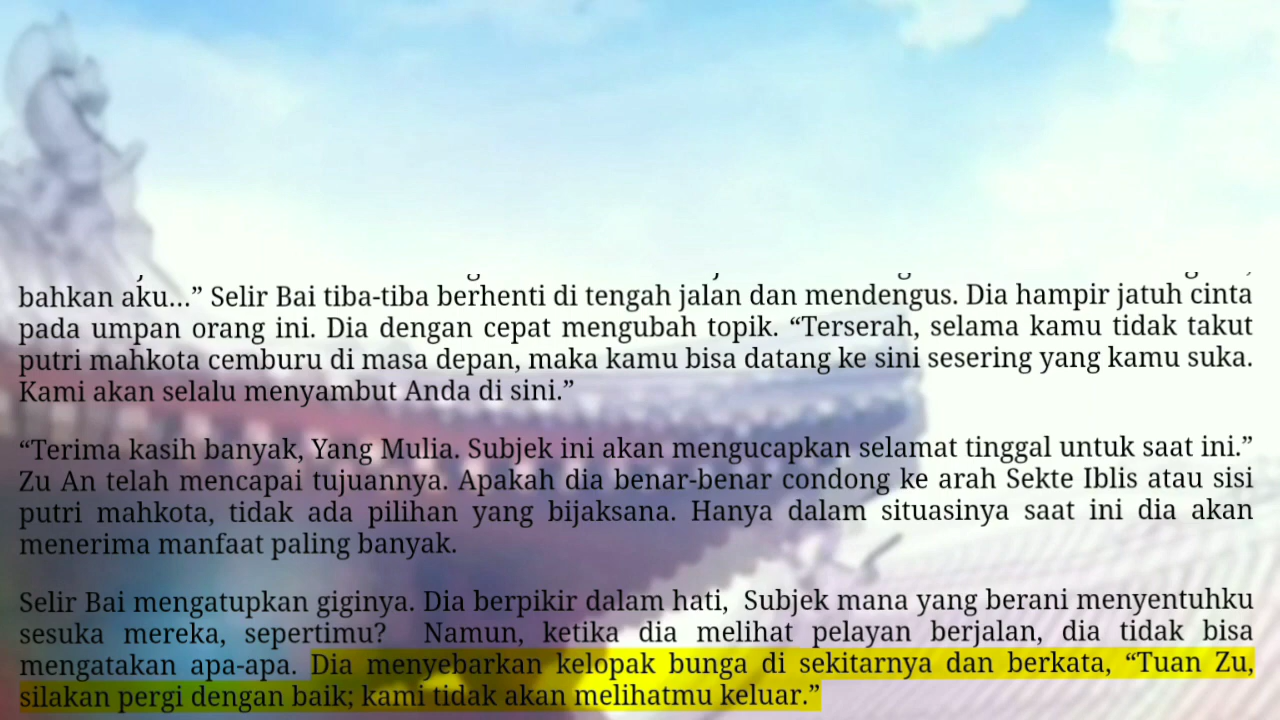 bahkan aku…” Selir Bai tiba-tiba berhenti di tengah jalan dan mendengus. Dia hampir jatuh cinta
pada umpan orang ini. Dia dengan cepat mengubah topik. “Terserah, selama kamu tidak takut
putri mahkota cemburu di masa depan, maka kamu bisa datang ke sini sesering yang kamu suka.
Kami akan selalu menyambut Anda di sini.”
“Terima kasih banyak, Yang Mulia. Subjek ini akan mengucapkan selamat tinggal untuk saat ini.”
Zu An telah mencapai tujuannya. Apakah dia benar-benar condong ke arah Sekte Iblis atau sisi
putri mahkota, tidak ada pilihan yang bijaksana. Hanya dalam situasinya saat ini dia akan
menerima manfaat paling banyak.
Selir Bai mengatupkan giginya. Dia berpikir dalam hati,  Subjek mana yang berani menyentuhku
sesuka mereka, sepertimu?  Namun, ketika dia melihat pelayan berjalan, dia tidak bisa
mengatakan apa-apa. Dia menyebarkan kelopak bunga di sekitarnya dan berkata, “Tuan Zu,
silakan pergi dengan baik; kami tidak akan melihatmu keluar.”